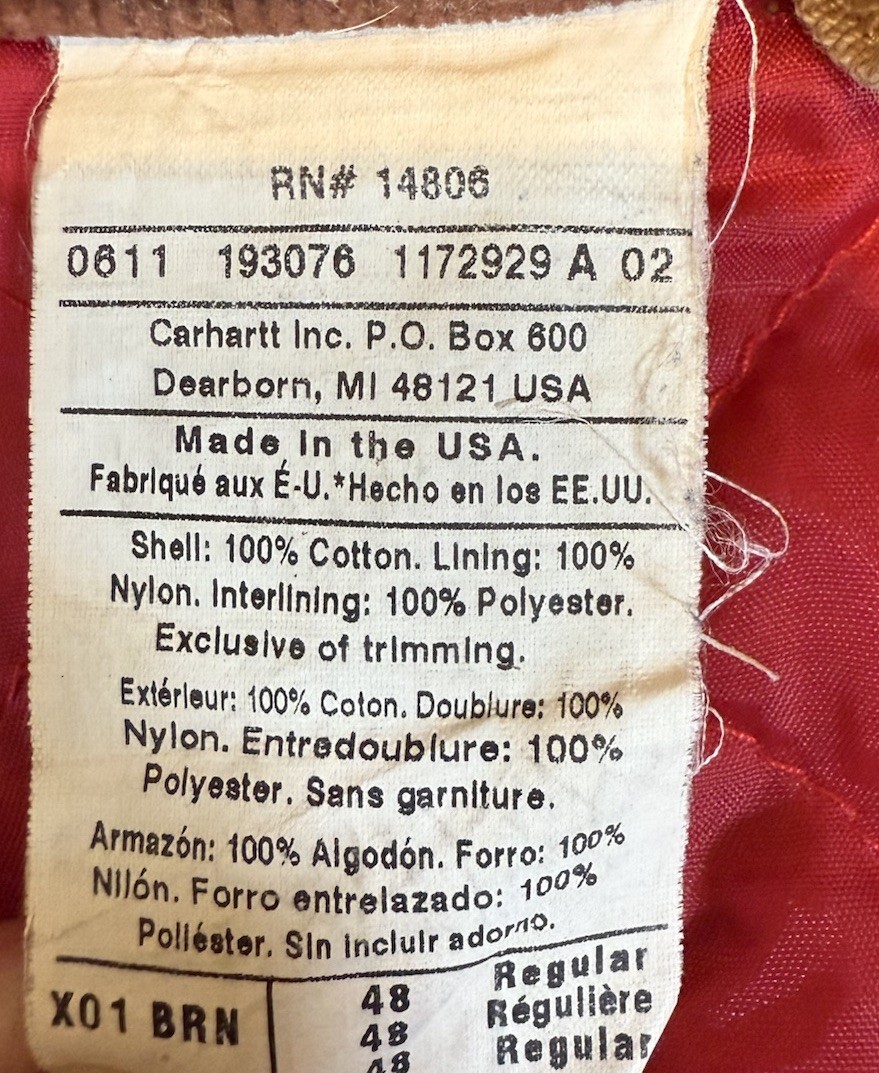 RN# 14806
0611 193076 1172929 A 02
Carhartt Inc. P.O. Box 600
Dearborn, MI 48121 USA
Made in the USA.
Fabriqué aux É-U.*Hecho en los EE.UU.
Shell: 100% Cotton. Lining: 100%
Nylon. Interlining: 100% Polyester.
Exclusive of trimming.
Extérieur: 100% Coton. Doublure: 100%
Nylon. Entredoublure: 100%
Polyester. Sans garniture.
Armazón: 100% Algodón. Forro: 100%
Nilón. Forro entrelazado: 100%
Poliéster. Sin incluir adorno.
X01 BRN 48 Regular
48 Régulière
48 Regular